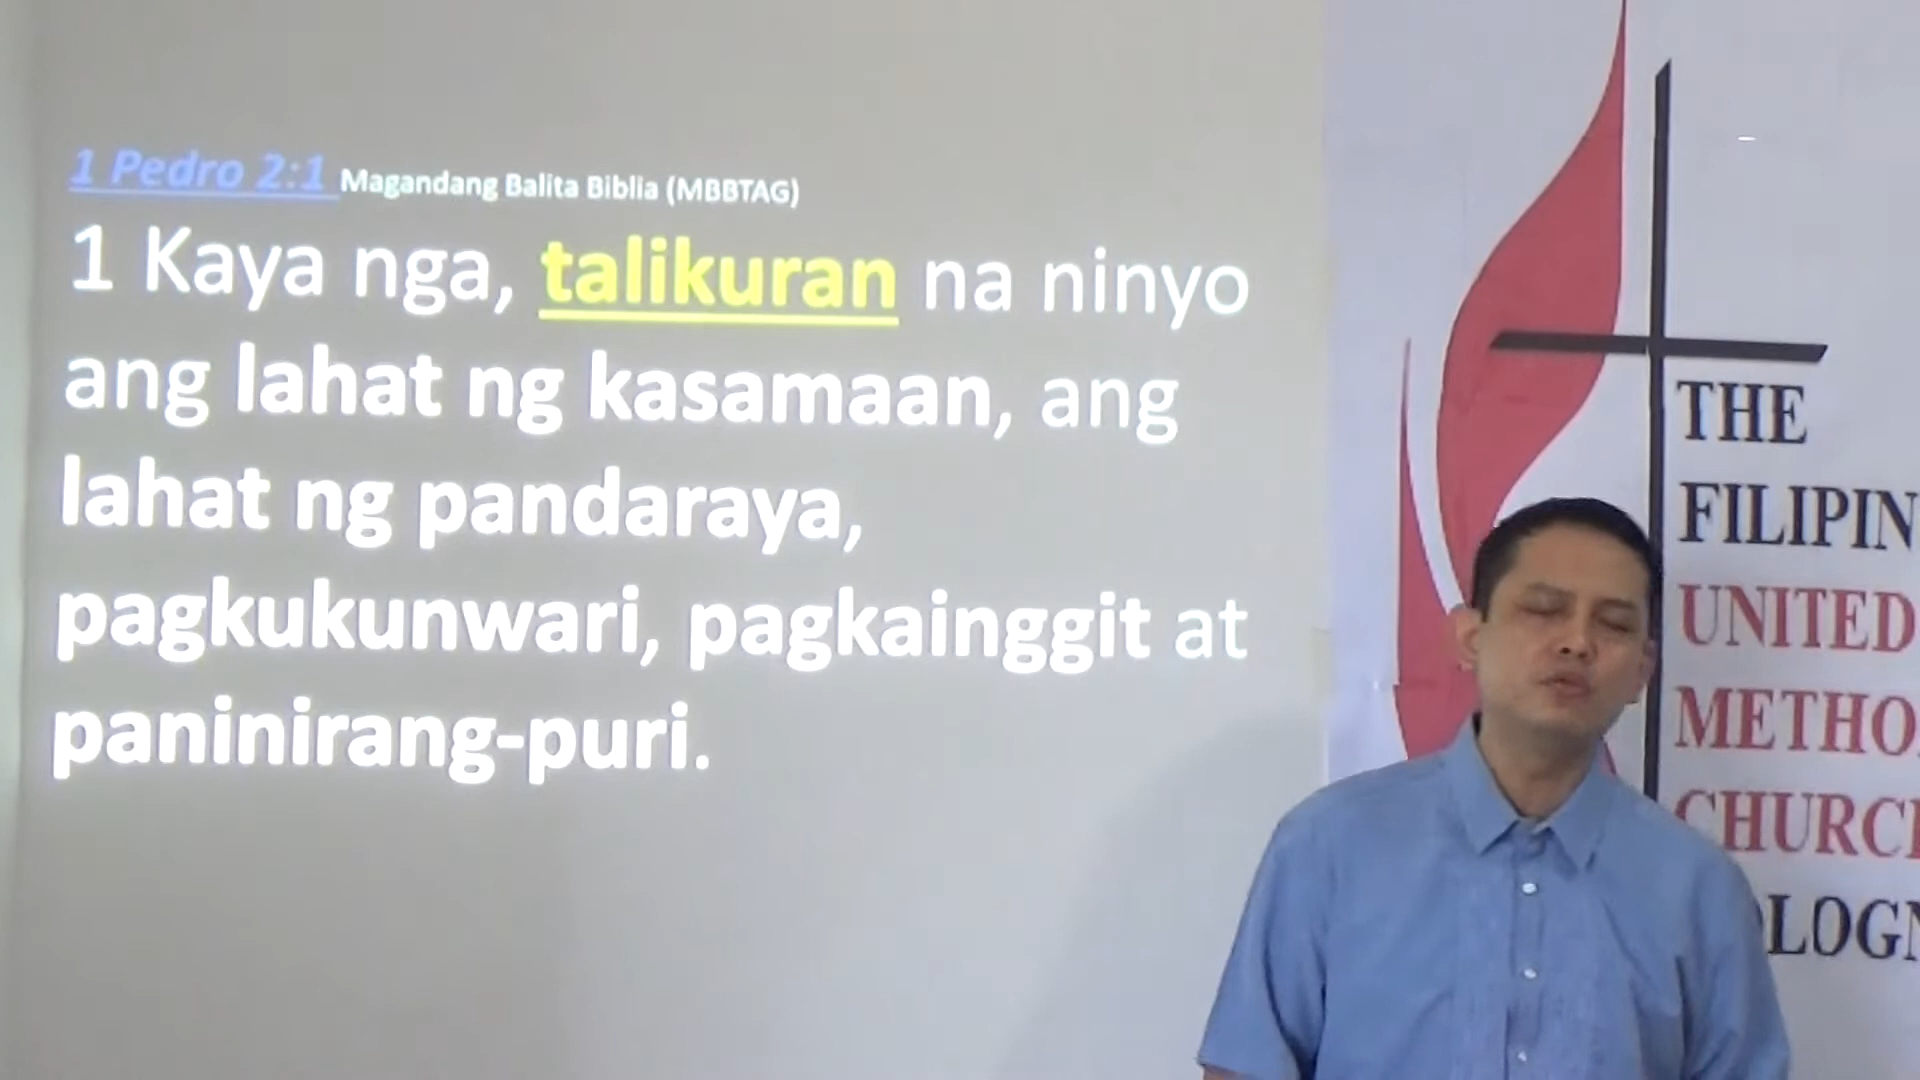 1 Pedro 2:1 Magandang Balita Biblia (MBBTAG)
1 Kaya nga, talikuran na ninyo
ang lahat ng kasamaan, ang
lahat ng pandaraya,
pagkukunwari, pagkainggit at
paninirang-puri.
THE
FILIPIN
UNITED
METHO
CHURC
LOGN